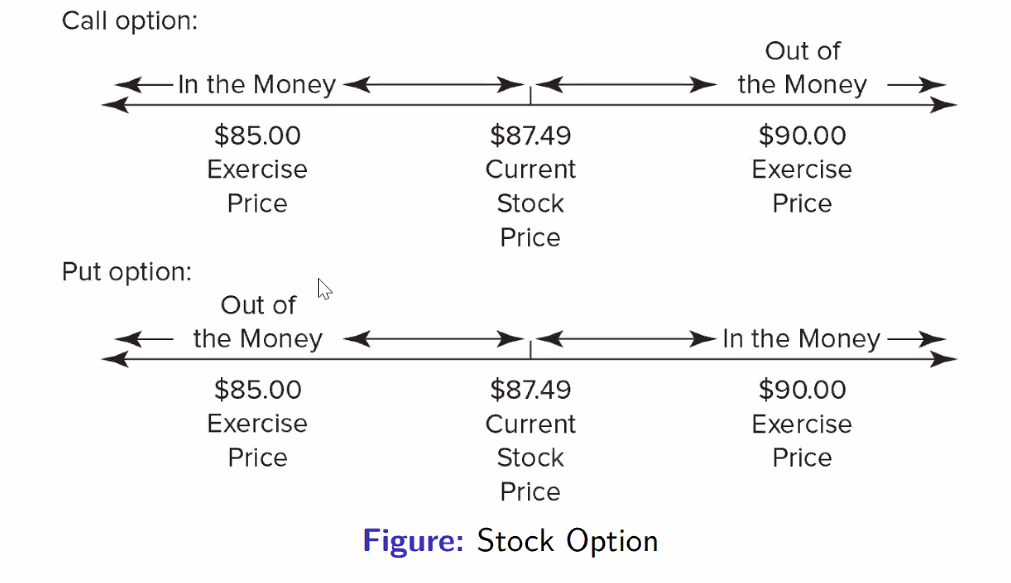 Call option:
Out of
In the Money the Money
$85.00 $87.49 $90.00
Exercise Current Exercise
Price Stock Price
Price
Put option:
Out of
the Money In the Money
$85.00 $87.49 $90.00
Exercise Current Exercise
Price Stock Price
Price
Figure: Stock Option